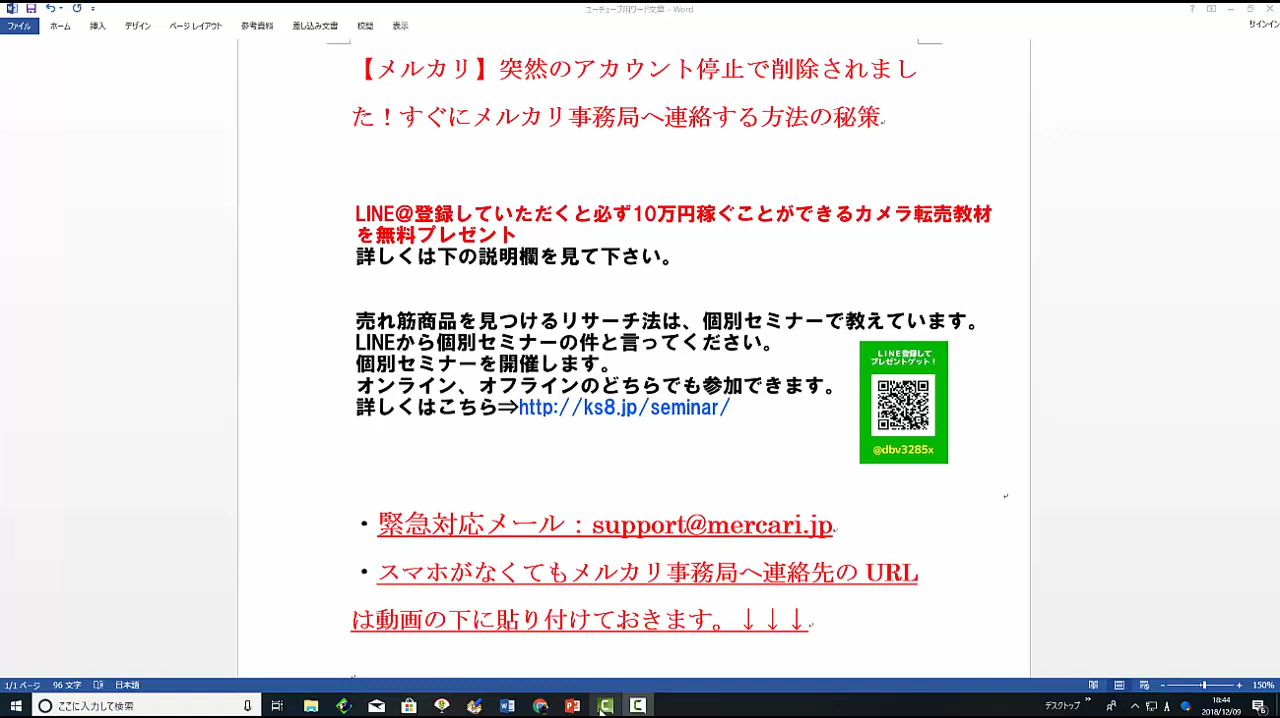 ユーチューブ用ワード文章 - Word
ファイル ホーム 挿入 デザイン ページ レイアウト 参考資料 差し込み文書 校閲 表示
サインイン
【メルカリ】突然のアカウント停止で削除されまし
た！すぐにメルカリ事務局へ連絡する方法の秘策
LINE@登録していただくと必ず10万円稼ぐことができるカメラ転売教材
を無料プレゼント
詳しくは下の説明欄を見て下さい。
売れ筋商品を見つけるリサーチ法は、個別セミナーで教えています。
LINEから個別セミナーの件と言ってください。
個別セミナーを開催します。
オンライン、オフラインのどちらでも参加できます。
詳しくはこちら⇒http://ks8.jp/seminar/
LINE登録して
プレゼントゲット！
@dbv3285x
・緊急対応メール：support@mercari.jp
・スマホがなくてもメルカリ事務局へ連絡先の URL
は動画の下に貼り付けておきます。↓↓↓
1/1 ページ 96 文字 日本語
150%
ここに入力して検索
デスクトップ
18:44
2018/12/09